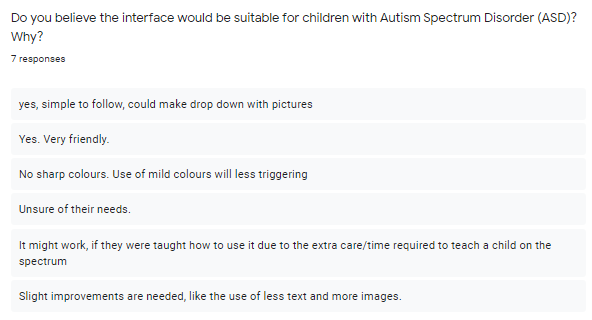 Do you believe the interface would be suitable for children with Autism Spectrum Disorder (ASD)?
Why?
7 responses
yes, simple to follow, could make drop down with pictures
Yes. Very friendly.
No sharp colours. Use of mild colours will less triggering
Unsure of their needs.
It might work, if they were taught how to use it due to the extra care/time required to teach a child on the
spectrum
Slight improvements are needed, like the use of less text and more images.